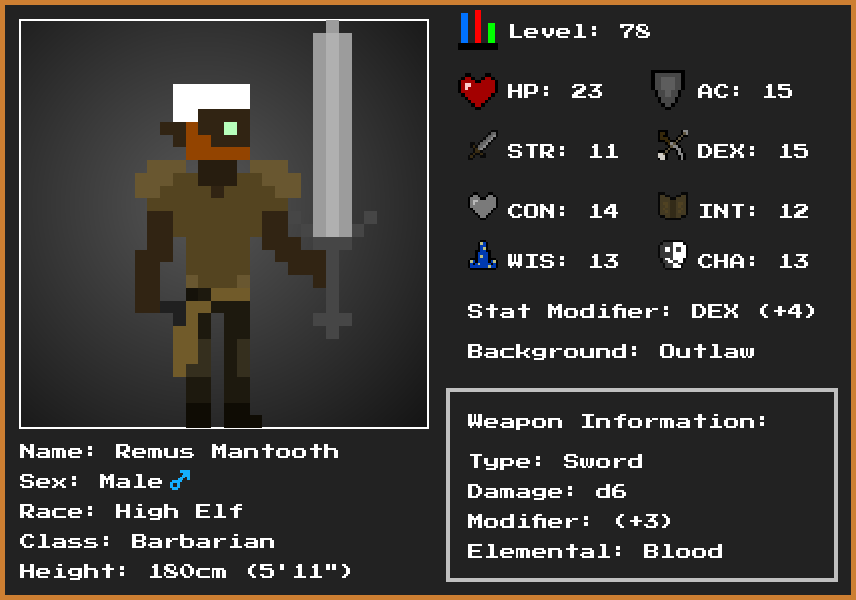 Level: 78
HP: 23 AC: 15
STR: 11 DEX: 15
CON: 14 INT: 12
WIS: 13 CHA: 13
Stat Modifier: DEX (+4)
Background: Outlaw
Weapon Information:
Type: Sword
Damage: d6
Modifier: (+3)
Elemental: Blood
Name: Remus Mantooth
Sex: Male ♂
Race: High Elf
Class: Barbarian
Height: 180cm (5'11")